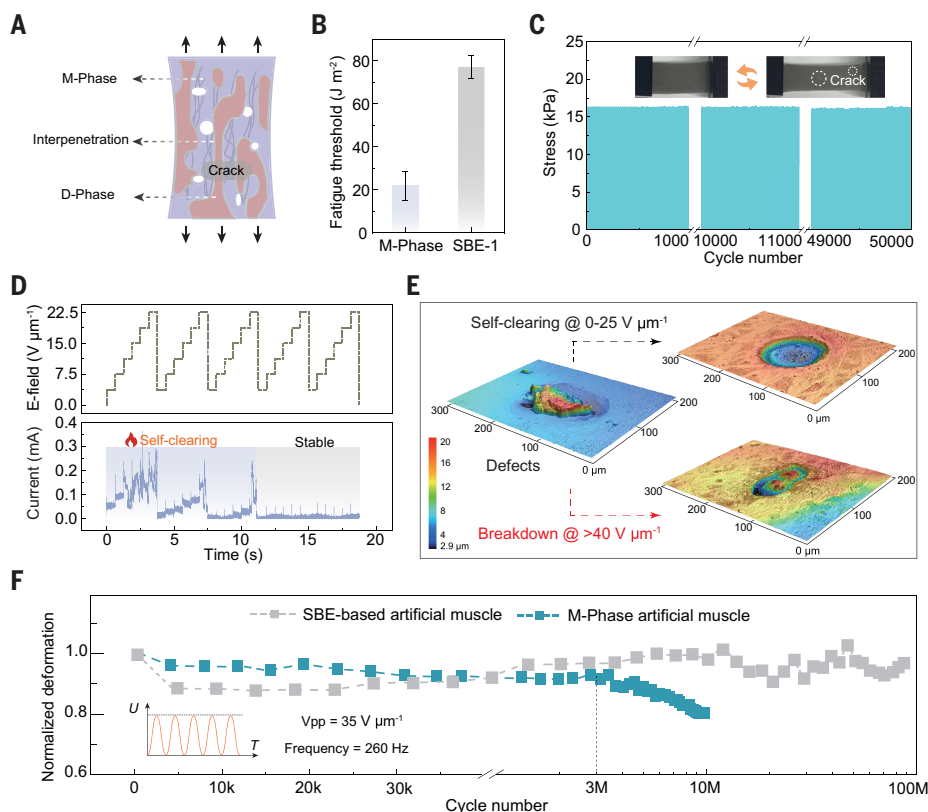 A
M-Phase
Interpenetration
Crack
D-Phase
B
Fatigue threshold (J m⁻²)
80
60
40
20
0
M-Phase SBE-1
C
Stress (kPa)
25
20
15
10
5
0
Crack
0 1000 10000 11000 49000 50000
Cycle number
D
E-field (V μm⁻¹)
22.5
15.0
7.5
0.0
Current (mA)
0.4
0.3
0.2
0.1
0.0
Self-clearing
Stable
0 5 10 15 20
Time (s)
E
Self-clearing @ 0-25 V μm⁻¹
300
200
100
0 μm
100
200
Defects
20
16
12
8
4
2.9 μm
300
200
100
0 μm
100
200
Breakdown @ >40 V μm⁻¹
300
200
100
0 μm
100
200
F
Normalized deformation
1.0
0.8
0.6
SBE-based artificial muscle
M-Phase artificial muscle
U
T
Vpp = 35 V μm⁻¹
Frequency = 260 Hz
0 10k 20k 30k 3M 10M 100M
Cycle number